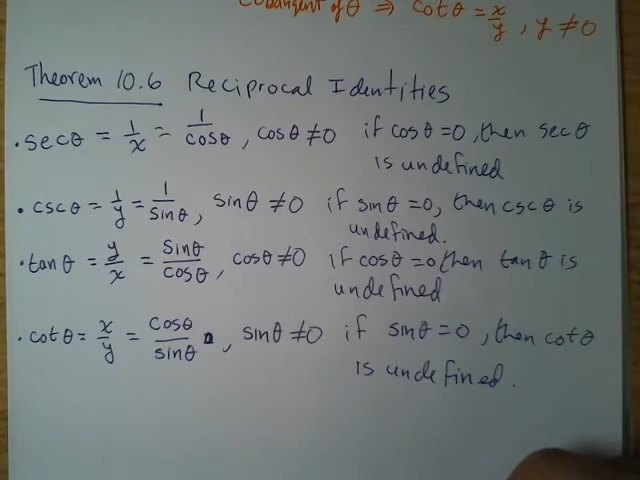 Cotangent of θ ⇒ cot θ = x/y, y ≠ 0
Theorem 10.6 Reciprocal Identities
• sec θ = 1/x = 1/cos θ, cos θ ≠ 0 if cos θ = 0, then sec θ
is undefined
• csc θ = 1/y = 1/sin θ, sin θ ≠ 0 if sin θ = 0, then csc θ is
undefined.
• tan θ = y/x = sin θ/cos θ, cos θ ≠ 0 if cos θ = 0 then tan θ is
undefined
• cot θ = x/y = cos θ/sin θ, sin θ ≠ 0 if sin θ = 0, then cot θ
is undefined.